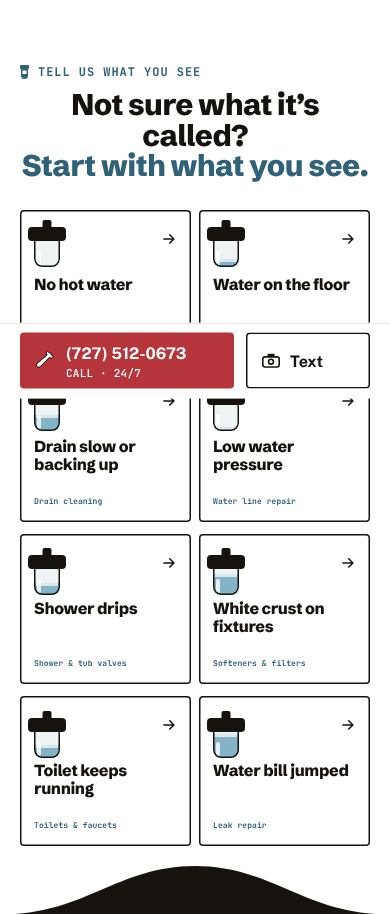 TELL US WHAT YOU SEE
Not sure what it’s
called?
Start with what you see.
No hot water
Water on the floor
(727) 512-0673
CALL · 24/7
Text
Drain slow or
backing up
Drain cleaning
Low water
pressure
Water line repair
Shower drips
Shower & tub valves
White crust on
fixtures
Softeners & filters
Toilet keeps
running
Toilets & faucets
Water bill jumped
Leak repair